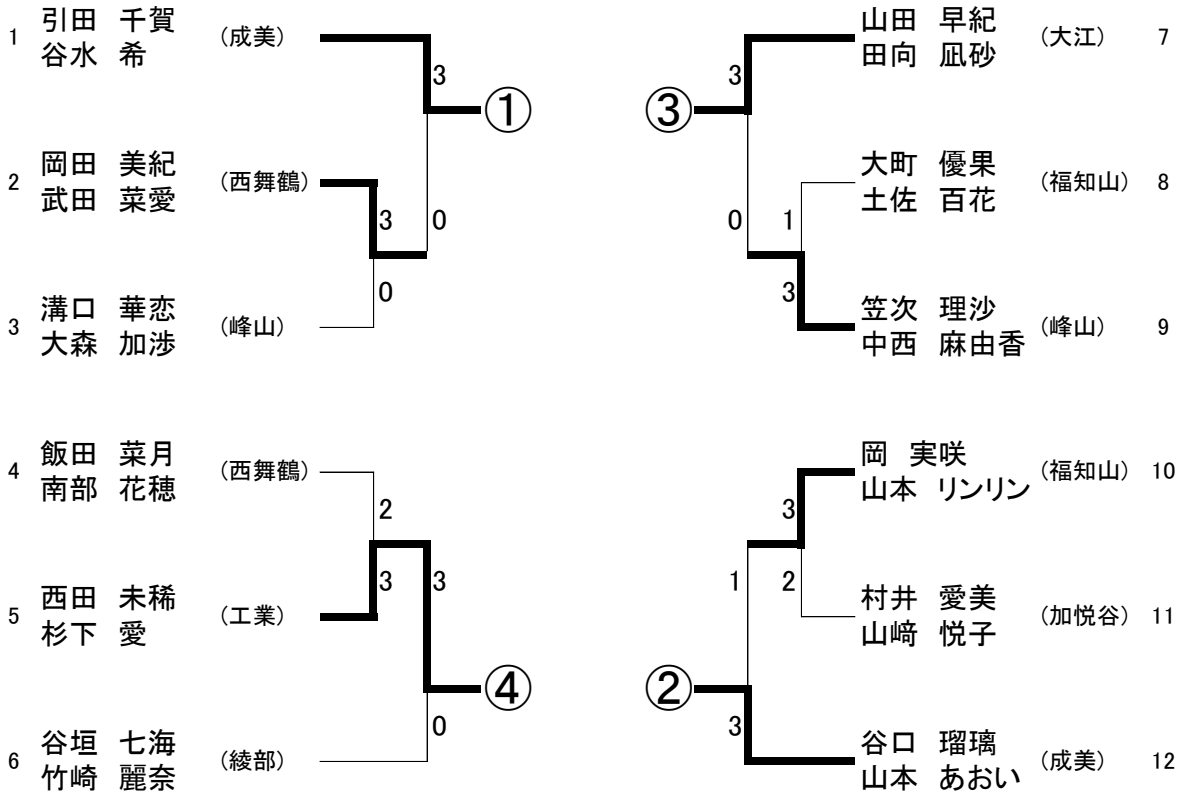 1 引田 千賀 (成美)
谷水 希
3
①
2 岡田 美紀 (西舞鶴)
武田 菜愛
3 0
0
3 溝口 華恋 (峰山)
大森 加渉
4 飯田 菜月 (西舞鶴)
南部 花穂
2
3 3
5 西田 未稀 (工業)
杉下 愛
④
0
6 谷垣 七海 (綾部)
竹崎 麗奈
山田 早紀 (大江) 7
田向 凪砂
3
③
大町 優果 (福知山) 8
土佐 百花
0 1
3
笠次 理沙 (峰山) 9
中西 麻由香
岡 実咲 (福知山) 10
山本 リンリン
3
1 2
村井 愛美 (加悦谷) 11
山﨑 悦子
②
3
谷口 瑠璃 (成美) 12
山本 あおい